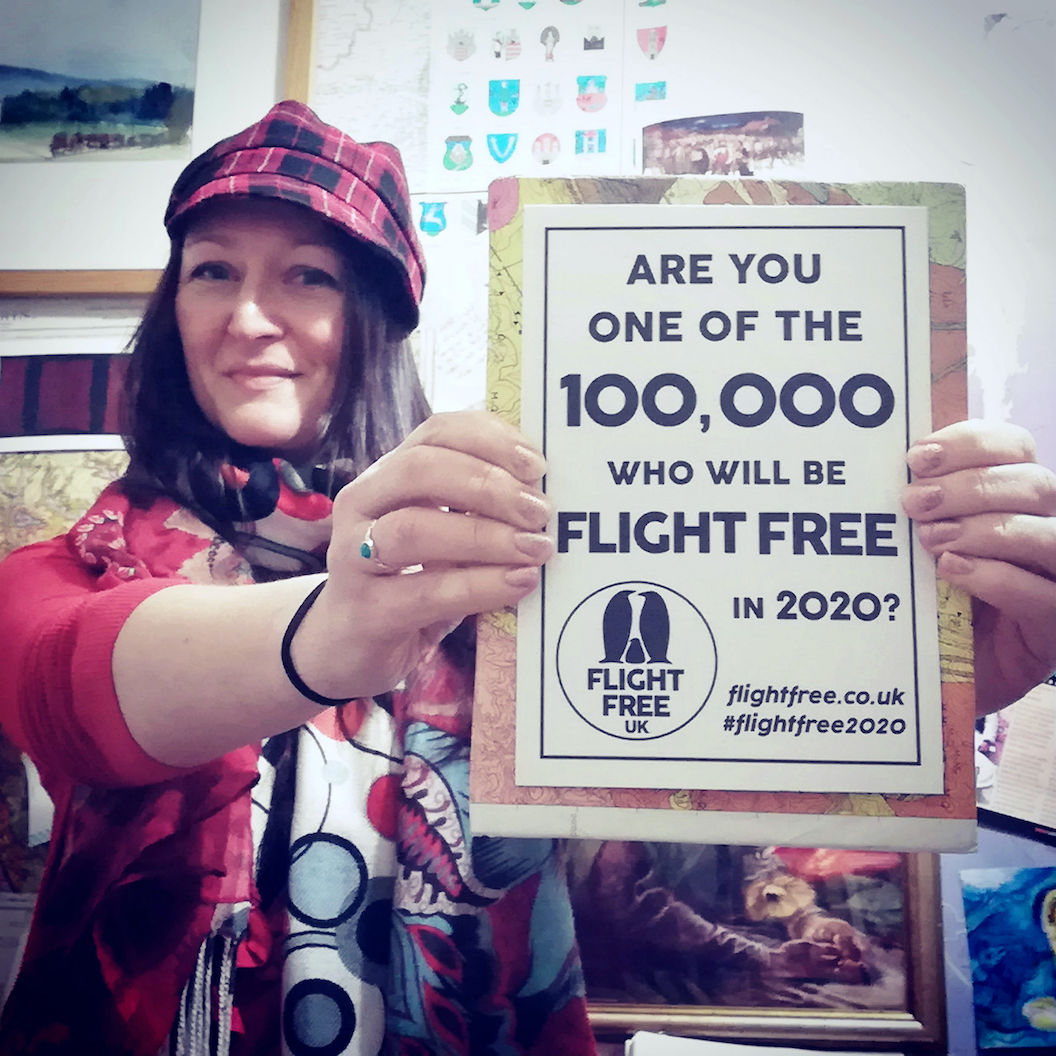 ARE YOU
ONE OF THE
100,000
WHO WILL BE
FLIGHT FREE
IN 2020?
FLIGHT
FREE
UK
flightfree.co.uk
#flightfree2020